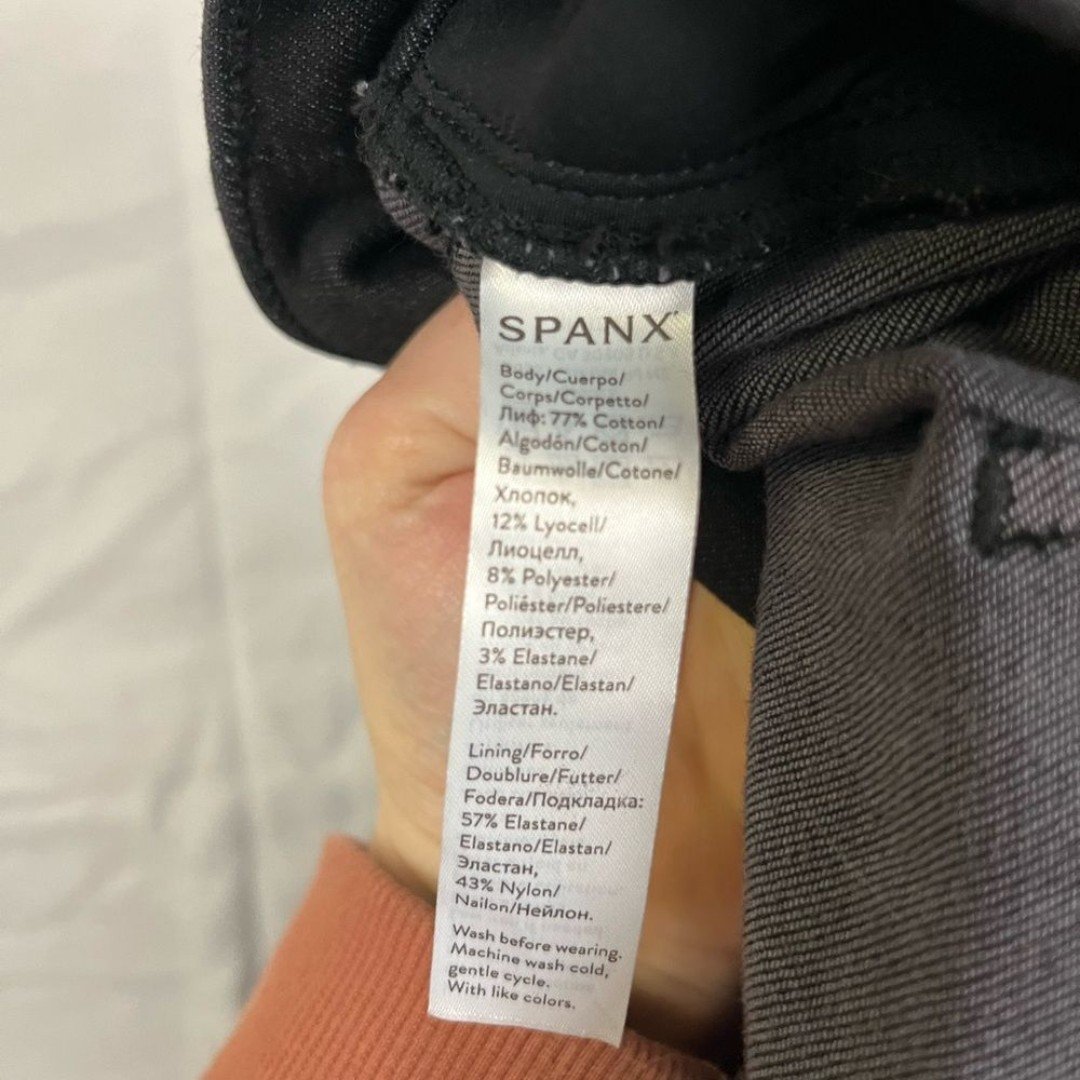 SPANX®
Body/Cuerpo/
Corps/Corpetto/
Лиф: 77% Cotton/
Algodón/Coton/
Baumwolle/Cotone/
Хлопок,
12% Lyocell/
Лиоцелл,
8% Polyester/
Poliéster/Poliestere/
Полиэстер,
3% Elastane/
Elastano/Elastan/
Эластан.
Lining/Forro/
Doublure/Futter/
Fodera/Подкладка:
57% Elastane/
Elastano/Elastan/
Эластан,
43% Nylon/
Nailon/Нейлон.
Wash before wearing.
Machine wash cold,
gentle cycle.
With like colors.